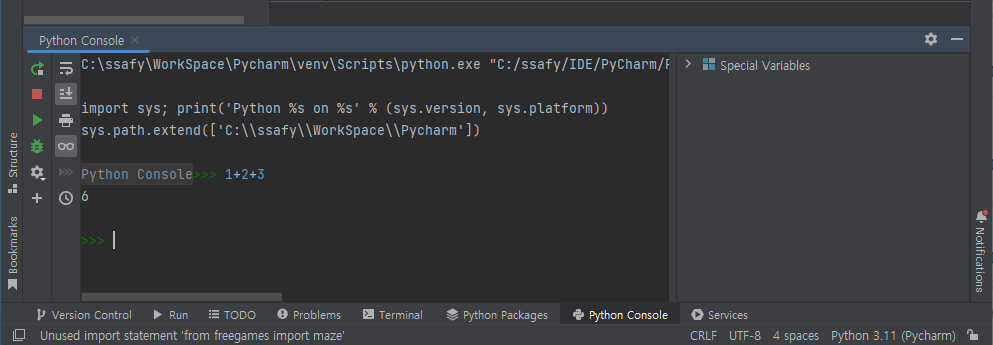 Python Console
C:\ssafy\WorkSpace\Pycharm\venv\Scripts\python.exe "C:/ssafy/IDE/PyCharm/
Special Variables
import sys; print('Python %s on %s' % (sys.version, sys.platform))
sys.path.extend(['C:\\ssafy\\WorkSpace\\Pycharm'])
Python Console>>> 1+2+3
6
>>>
Structure
Bookmarks
Notifications
Version Control Run TODO Problems Terminal Python Packages Python Console Services
Unused import statement 'from freegames import maze' CRLF UTF-8 4 spaces Python 3.11 (Pycharm)